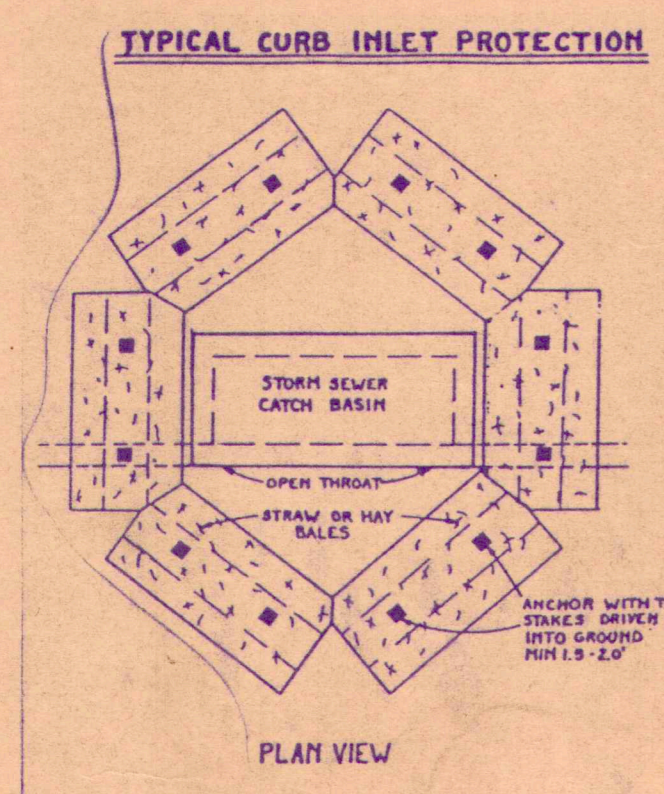 TYPICAL CURB INLET PROTECTION
STORM SEWER
CATCH BASIN
OPEN THROAT
STRAW OR HAY
BALES
ANCHOR WITH T
STAKES DRIVEN
INTO GROUND
MIN 1.5 - 2.0'
PLAN VIEW